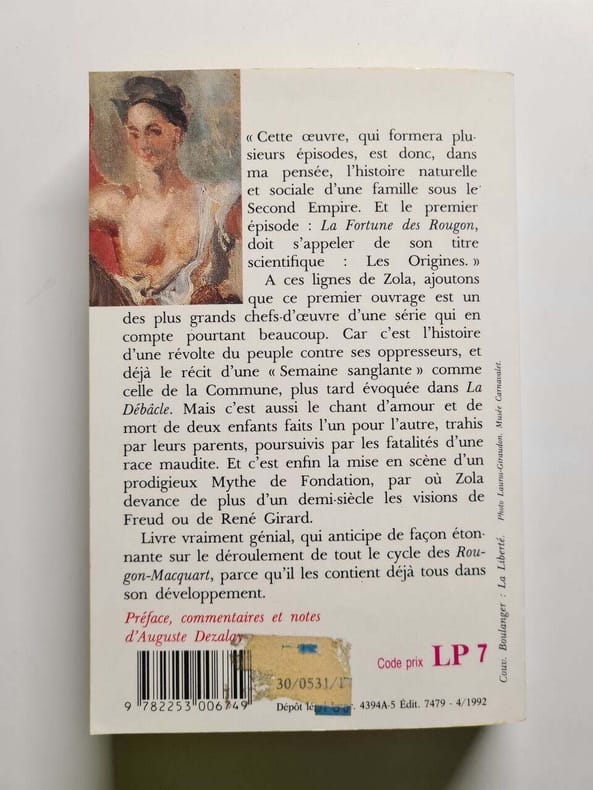 « Cette œuvre, qui formera plu-
sieurs épisodes, est donc, dans
ma pensée, l'histoire naturelle
et sociale d'une famille sous le
Second Empire. Et le premier
épisode : La Fortune des Rougon,
doit s'appeler de son titre
scientifique : Les Origines. »
A ces lignes de Zola, ajoutons
que ce premier ouvrage est un
des plus grands chefs-d'œuvre d'une série qui en
compte pourtant beaucoup. Car c'est l'histoire
d'une révolte du peuple contre ses oppresseurs, et
déjà le récit d'une « Semaine sanglante » comme
celle de la Commune, plus tard évoquée dans La
Débâcle. Mais c'est aussi le chant d'amour et de
mort de deux enfants faits l'un pour l'autre, trahis
par leurs parents, poursuivis par les fatalités d'une
race maudite. Et c'est enfin la mise en scène d'un
prodigieux Mythe de Fondation, par où Zola
devance de plus d'un demi-siècle les visions de
Freud ou de René Girard.
Livre vraiment génial, qui anticipe de façon éton-
nante sur le déroulement de tout le cycle des Rou-
gon-Macquart, parce qu'il les contient déjà tous dans
son développement.
Préface, commentaires et notes
d'Auguste Dezalay
Code prix LP 7
30/0531/17
9 782253 006749
Dépôt 4394A-5 Édit. 7479 - 4/1992
Couv. Boulanger : La Liberté. Photo Lauros-Giraudon. Musée Carnavalet.